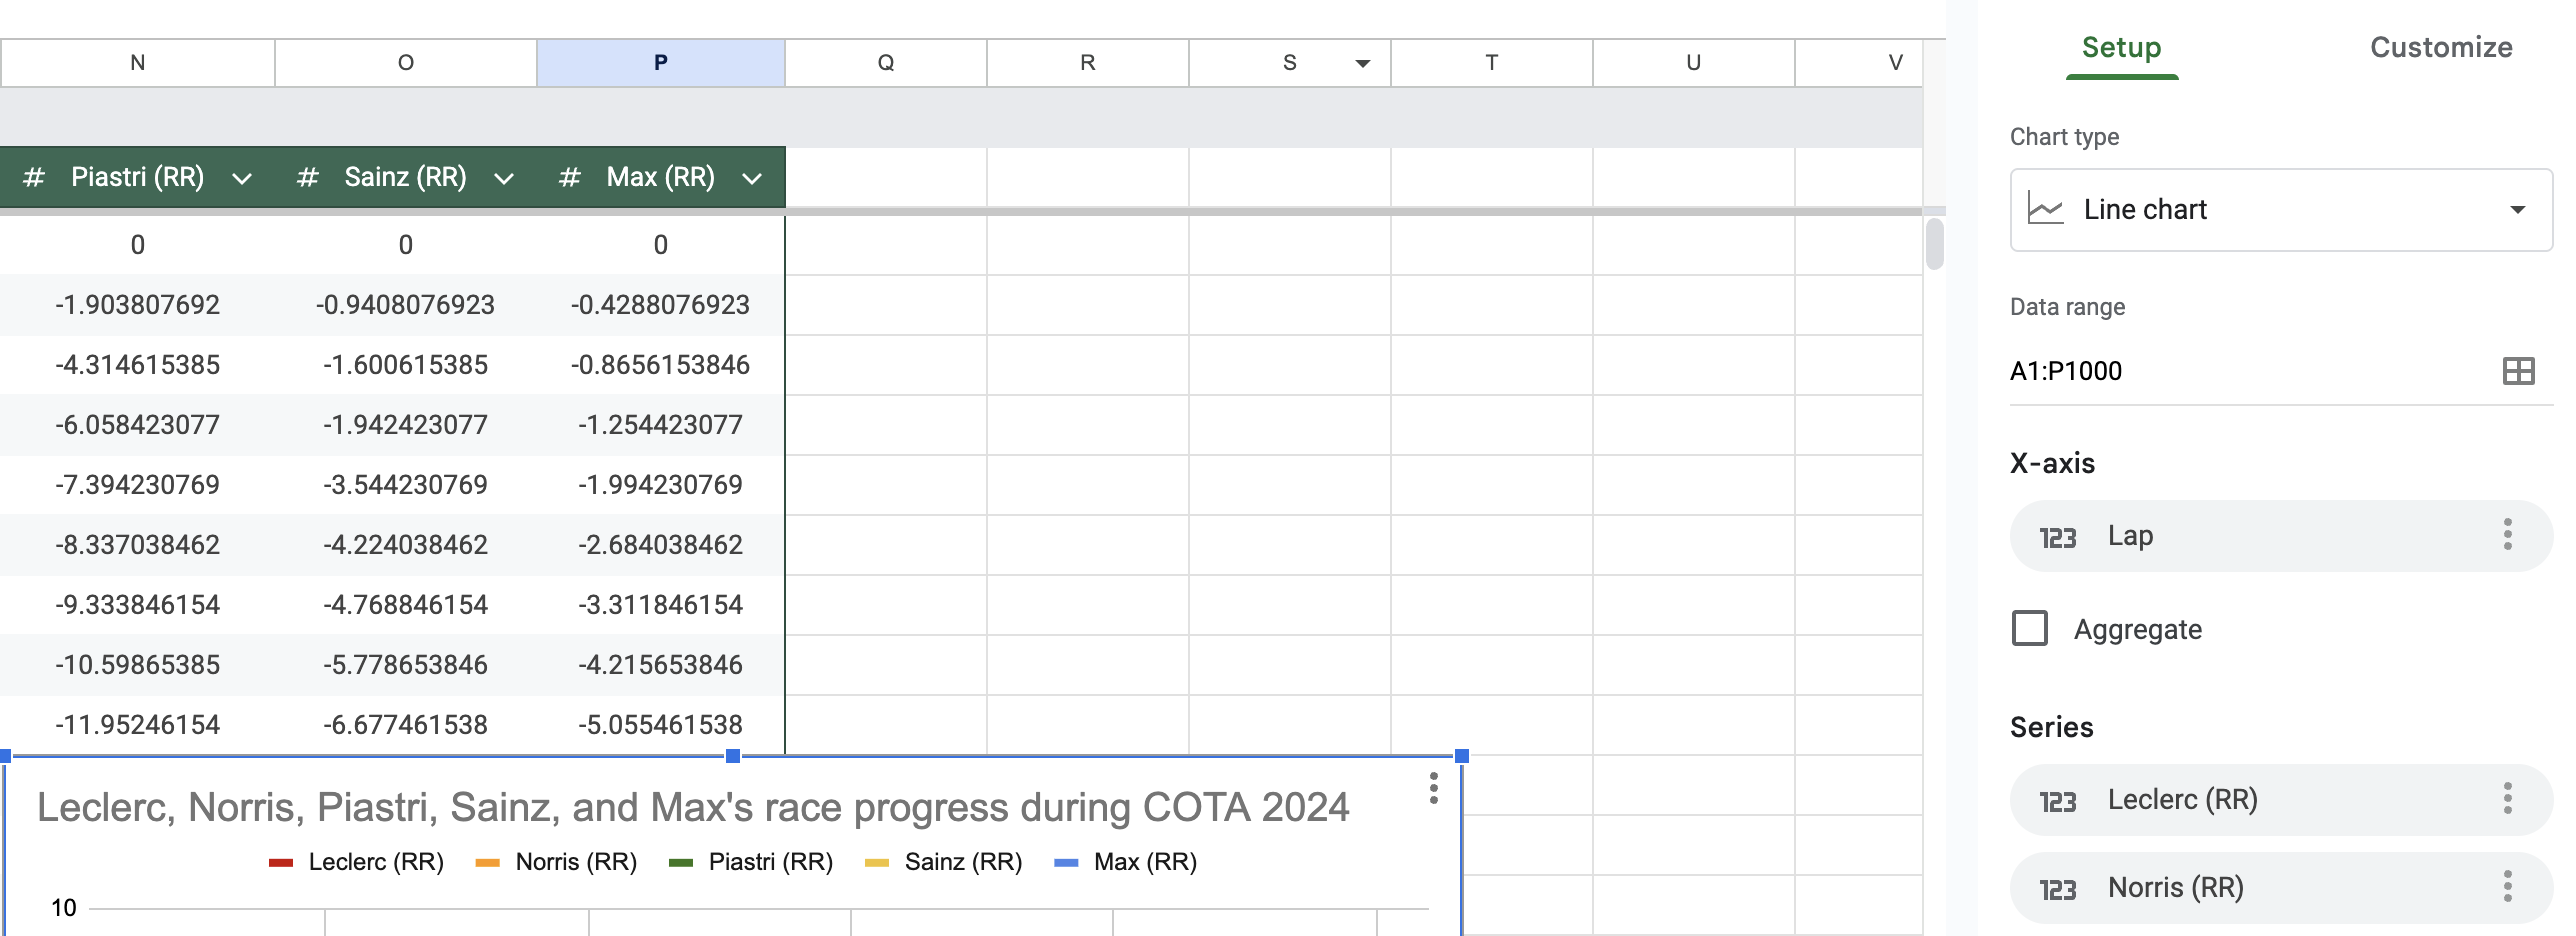 N O P Q R S T U V
# Piastri (RR) # Sainz (RR) # Max (RR)
0 0 0
-1.903807692 -0.9408076923 -0.4288076923
-4.314615385 -1.600615385 -0.8656153846
-6.058423077 -1.942423077 -1.254423077
-7.394230769 -3.544230769 -1.994230769
-8.337038462 -4.224038462 -2.684038462
-9.333846154 -4.768846154 -3.311846154
-10.59865385 -5.778653846 -4.215653846
-11.95246154 -6.677461538 -5.055461538
Leclerc, Norris, Piastri, Sainz, and Max's race progress during COTA 2024
Leclerc (RR) Norris (RR) Piastri (RR) Sainz (RR) Max (RR)
10
Setup Customize
Chart type
Line chart
Data range
A1:P1000
X-axis
123 Lap
Aggregate
Series
123 Leclerc (RR)
123 Norris (RR)